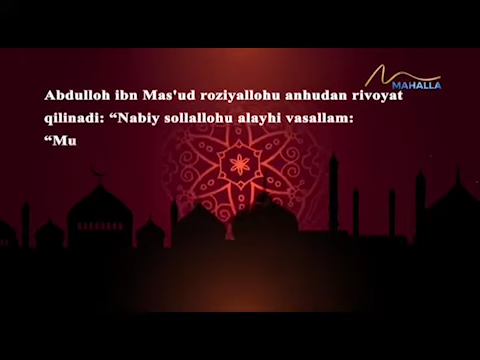 MAHALLA
Abdulloh ibn Mas'ud roziyallohu anhudan rivoyat
qilinadi: “Nabiy sollallohu alayhi vasallam:
“Mu